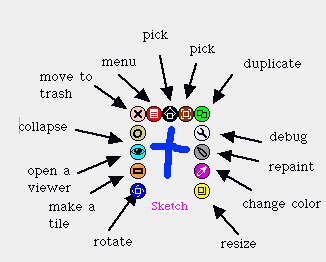 pick
pick
menu
duplicate
move to
trash
collapse
debug
open a
viewer
repaint
make a
tile
change color
Sketch
rotate
resize